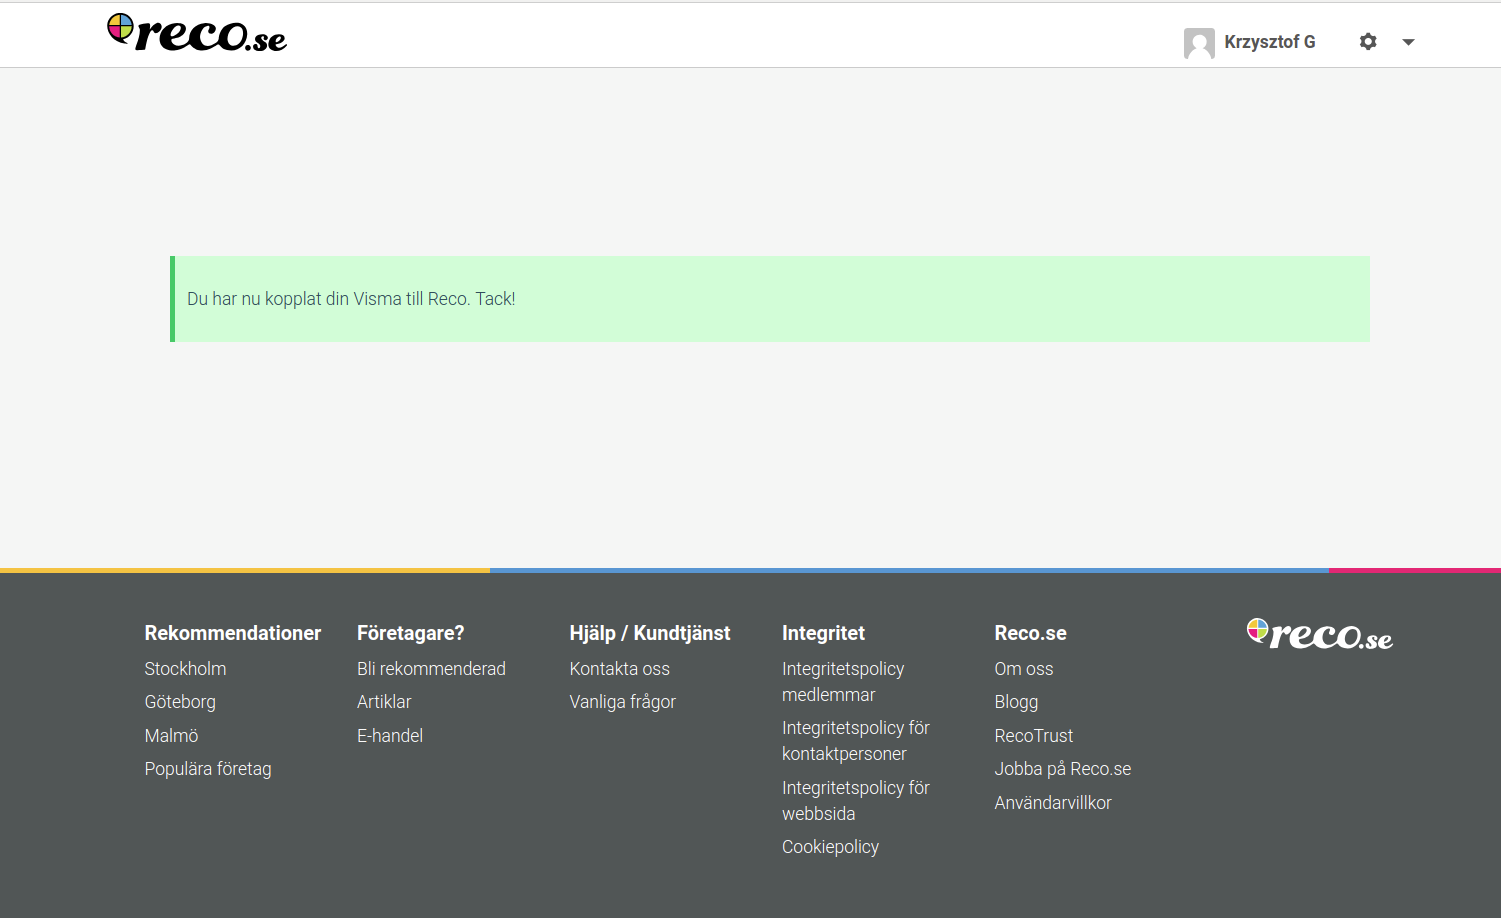 reco.se
Krzysztof G
Du har nu kopplat din Visma till Reco. Tack!
Rekommendationer
Stockholm
Göteborg
Malmö
Populära företag
Företagare?
Bli rekommenderad
Artiklar
E-handel
Hjälp / Kundtjänst
Kontakta oss
Vanliga frågor
Integritet
Integritetspolicy
medlemmar
Integritetspolicy för
kontaktpersoner
Integritetspolicy för
webbsida
Cookiepolicy
Reco.se
Om oss
Blogg
RecoTrust
Jobba på Reco.se
Användarvillkor
reco.se